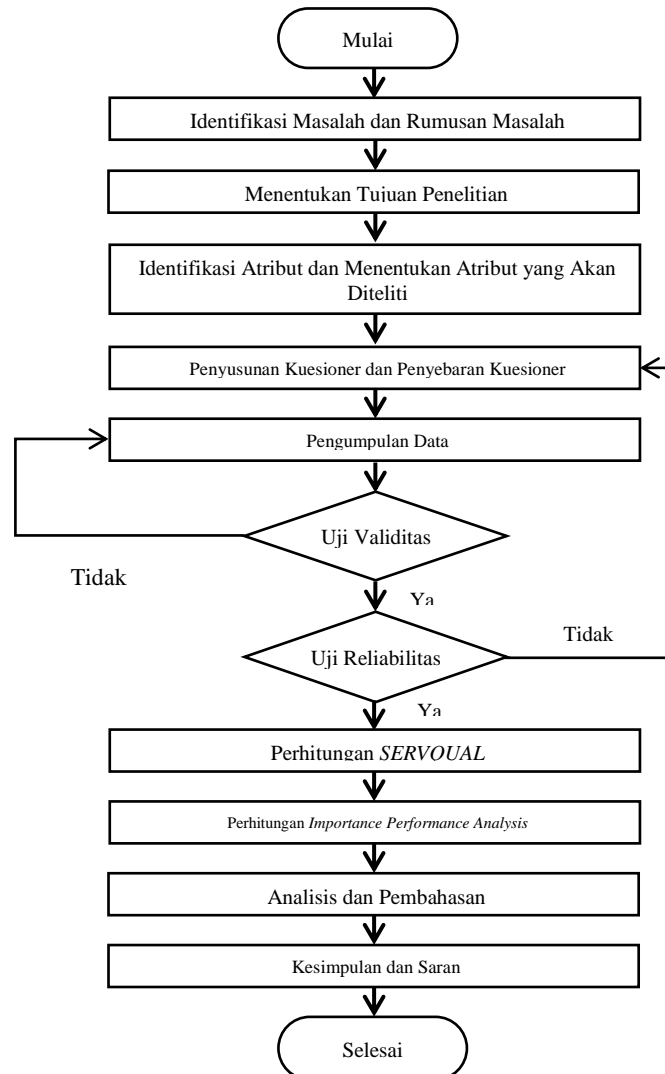 Mulai
Identifikasi Masalah dan Rumusan Masalah
Menentukan Tujuan Penelitian
Identifikasi Atribut dan Menentukan Atribut yang Akan
Diteliti
Penyusunan Kuesioner dan Penyebaran Kuesioner
Pengumpulan Data
Uji Validitas
Tidak
Ya
Uji Reliabilitas
Tidak
Ya
Perhitungan SERVQUAL
Perhitungan Importance Performance Analysis
Analisis dan Pembahasan
Kesimpulan dan Saran
Selesai